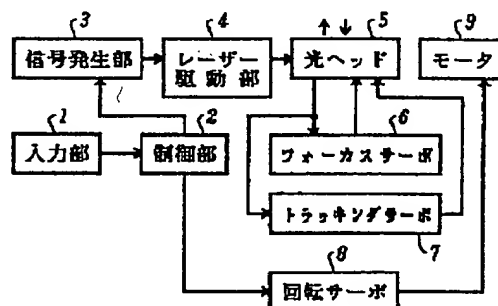 3 4 5 9
信号発生部 レーザー駆動部 光ヘッド モータ
1 2 6
入力部 制御部 フォーカスサーボ
トラッキングサーボ
7
8
回転サーボ